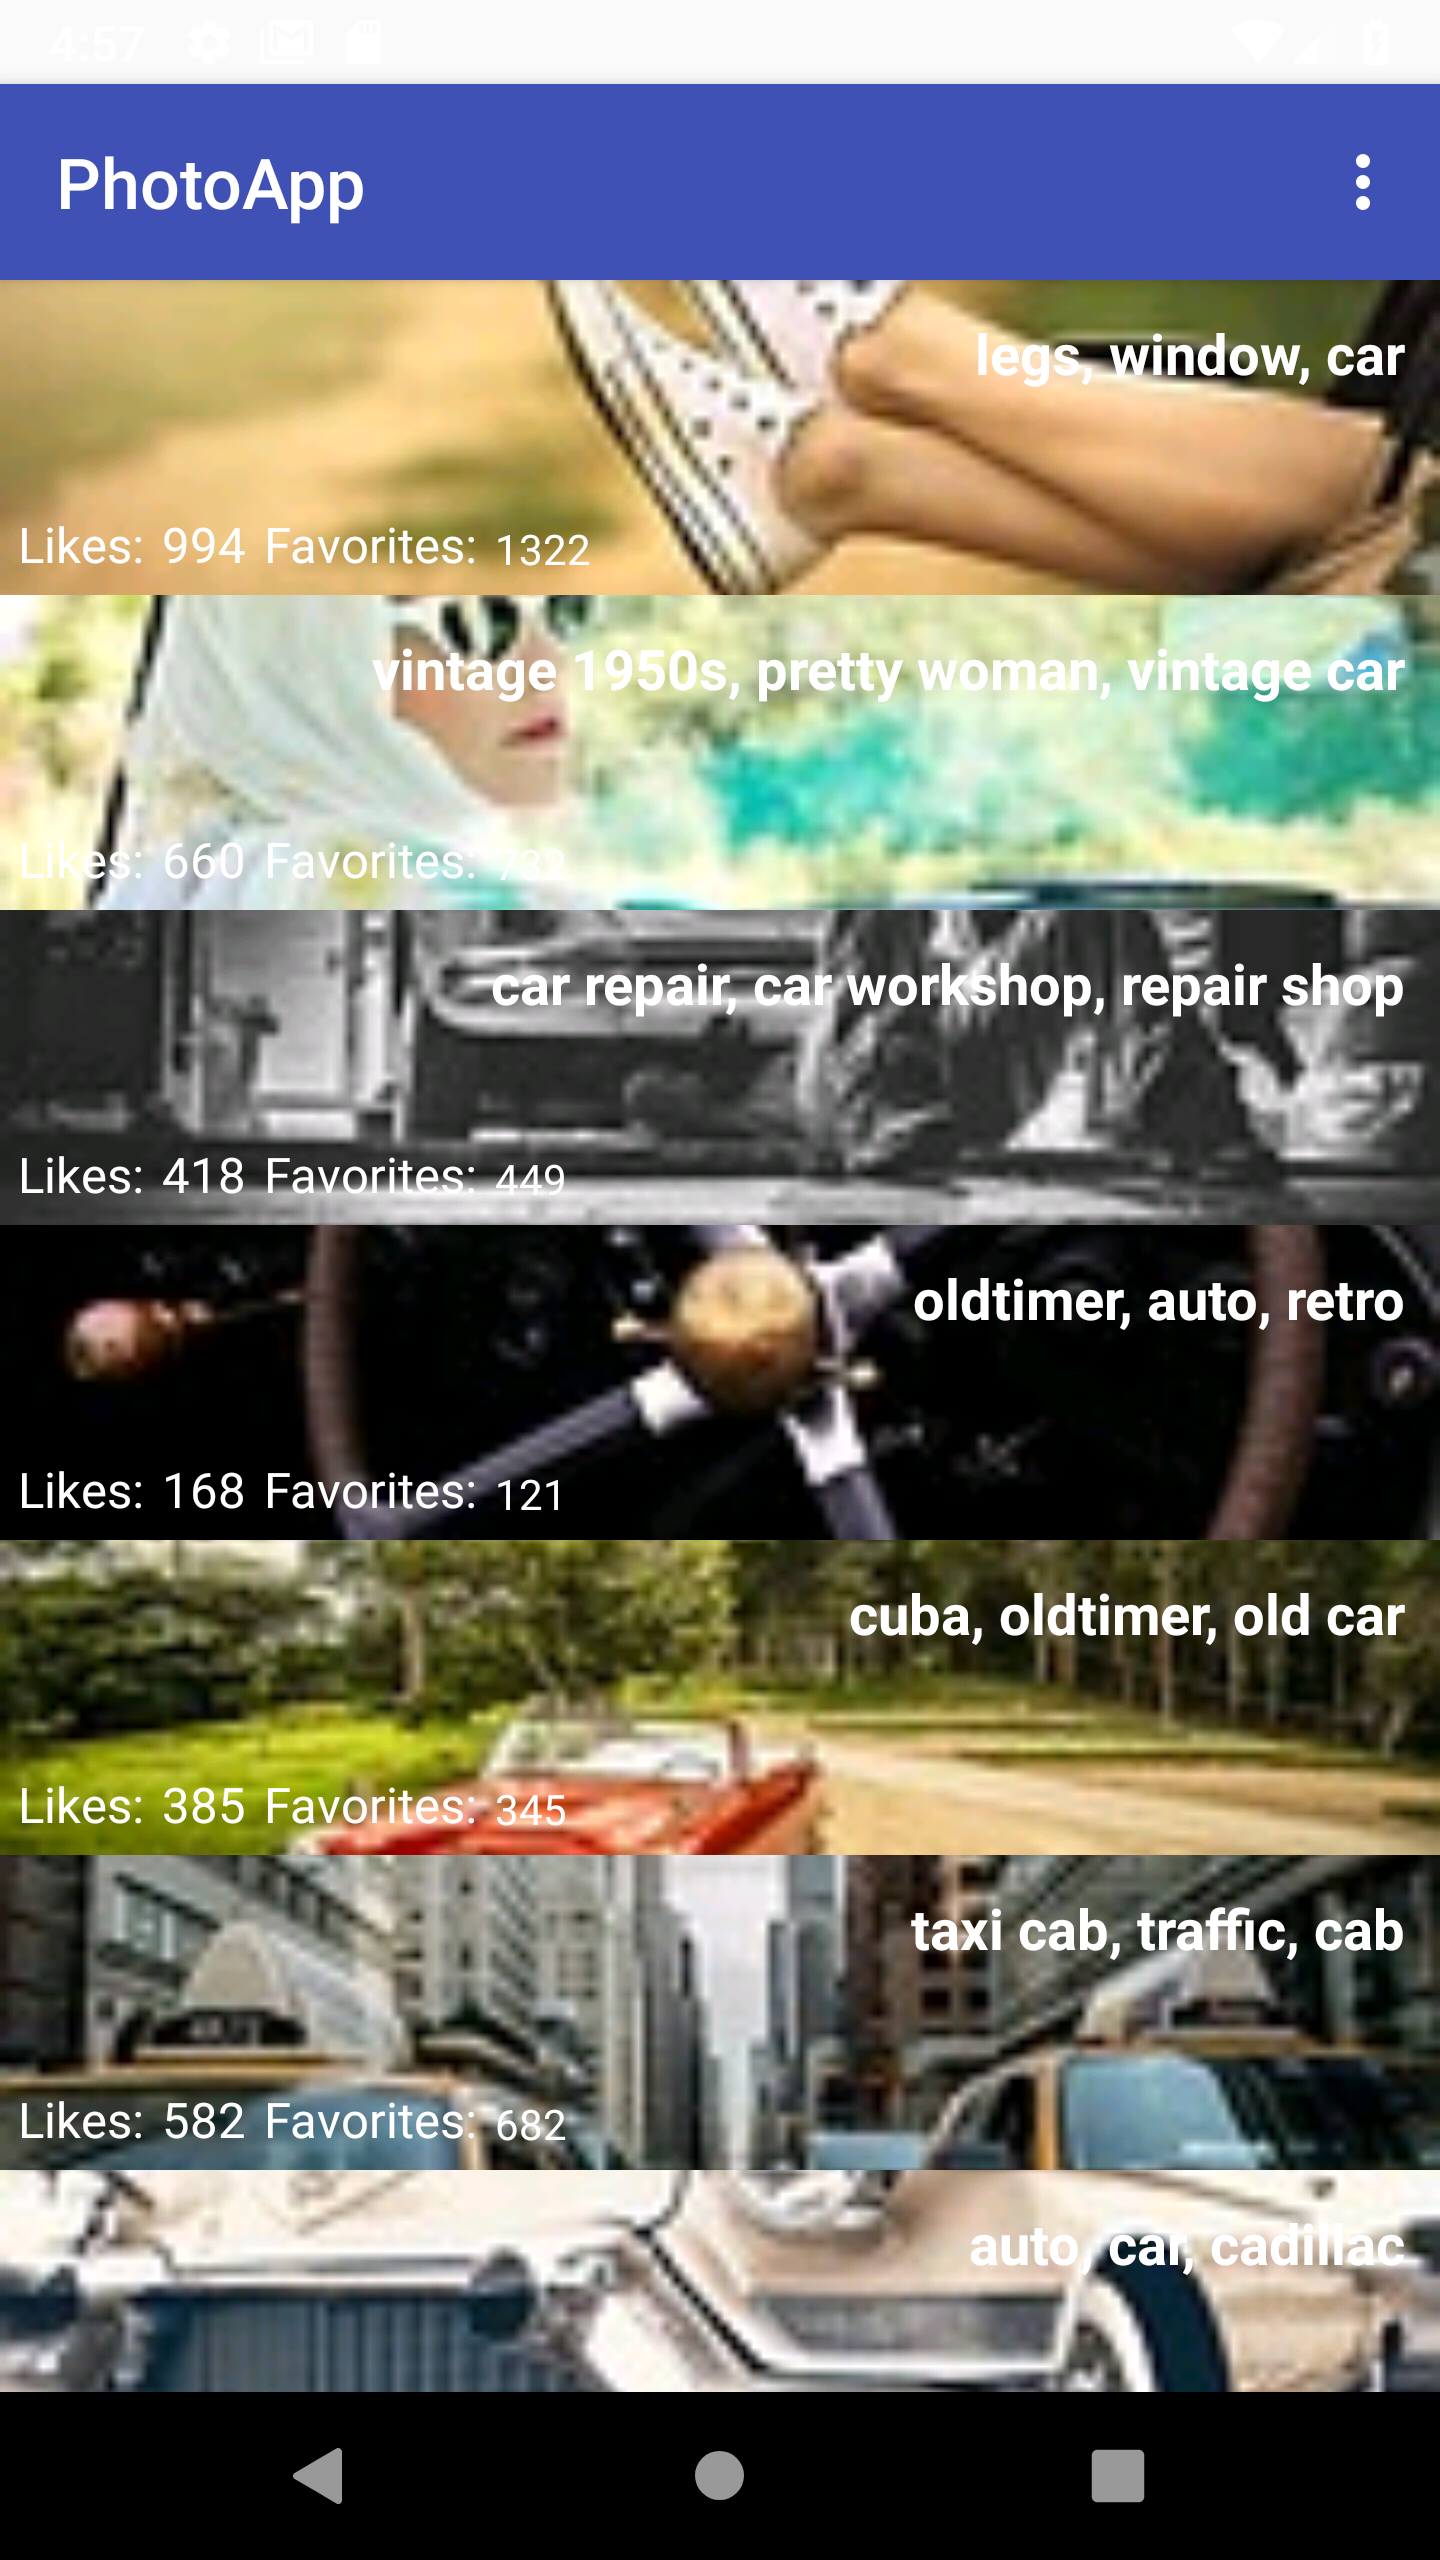 4:57
PhotoApp
legs, window, car
Likes: 994 Favorites: 1322
vintage 1950s, pretty woman, vintage car
Likes: 660 Favorites: 732
car repair, car workshop, repair shop
Likes: 418 Favorites: 449
oldtimer, auto, retro
Likes: 168 Favorites: 121
cuba, oldtimer, old car
Likes: 385 Favorites: 345
taxi cab, traffic, cab
Likes: 582 Favorites: 682
auto, car, cadillac